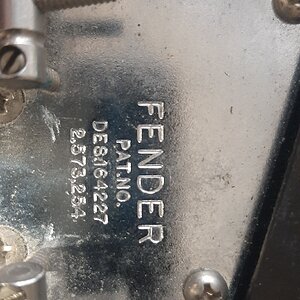 FENDER
PAT.NO.
DES.164227
2,573,254.